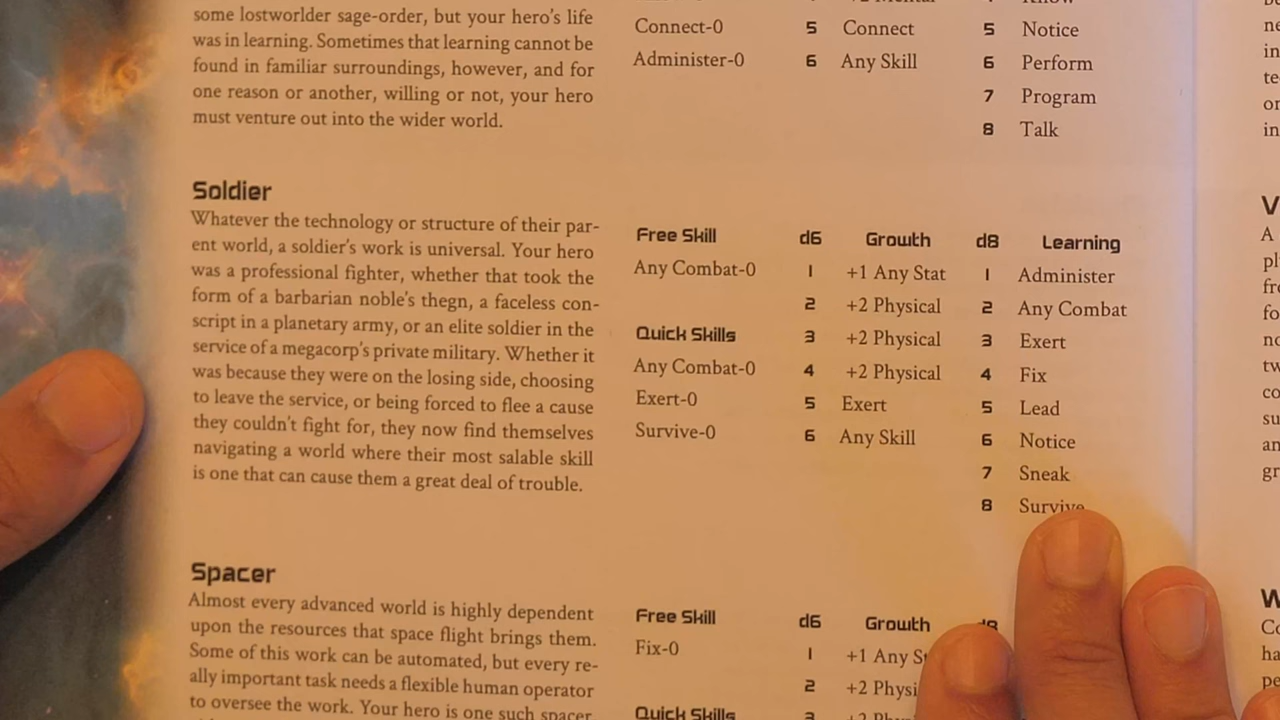 some lostworlder sage-order, but your hero's life
was in learning. Sometimes that learning cannot be
found in familiar surroundings, however, and for
one reason or another, willing or not, your hero
must venture out into the wider world.
Connect-0 5 Connect 5 Notice
Administer-0 6 Any Skill 6 Perform
7 Program
8 Talk
Soldier
Whatever the technology or structure of their par-
ent world, a soldier's work is universal. Your hero
was a professional fighter, whether that took the
form of a barbarian noble's thegn, a faceless con-
script in a planetary army, or an elite soldier in the
service of a megacorp's private military. Whether it
was because they were on the losing side, choosing
to leave the service, or being forced to flee a cause
they couldn't fight for, they now find themselves
navigating a world where their most salable skill
is one that can cause them a great deal of trouble.
Free Skill d6 Growth d8 Learning
Any Combat-0 1 +1 Any Stat 1 Administer
2 +2 Physical 2 Any Combat
Quick Skills 3 +2 Physical 3 Exert
Any Combat-0 4 +2 Physical 4 Fix
Exert-0 5 Exert 5 Lead
Survive-0 6 Any Skill 6 Notice
7 Sneak
8 Survive
Spacer
Almost every advanced world is highly dependent
upon the resources that space flight brings them.
Some of this work can be automated, but every re-
ally important task needs a flexible human operator
to oversee the work. Your hero is one such spacer,
Free Skill d6 Growth d8
Fix-0 1 +1 Any
2 +2
Quick Skills 3 +2